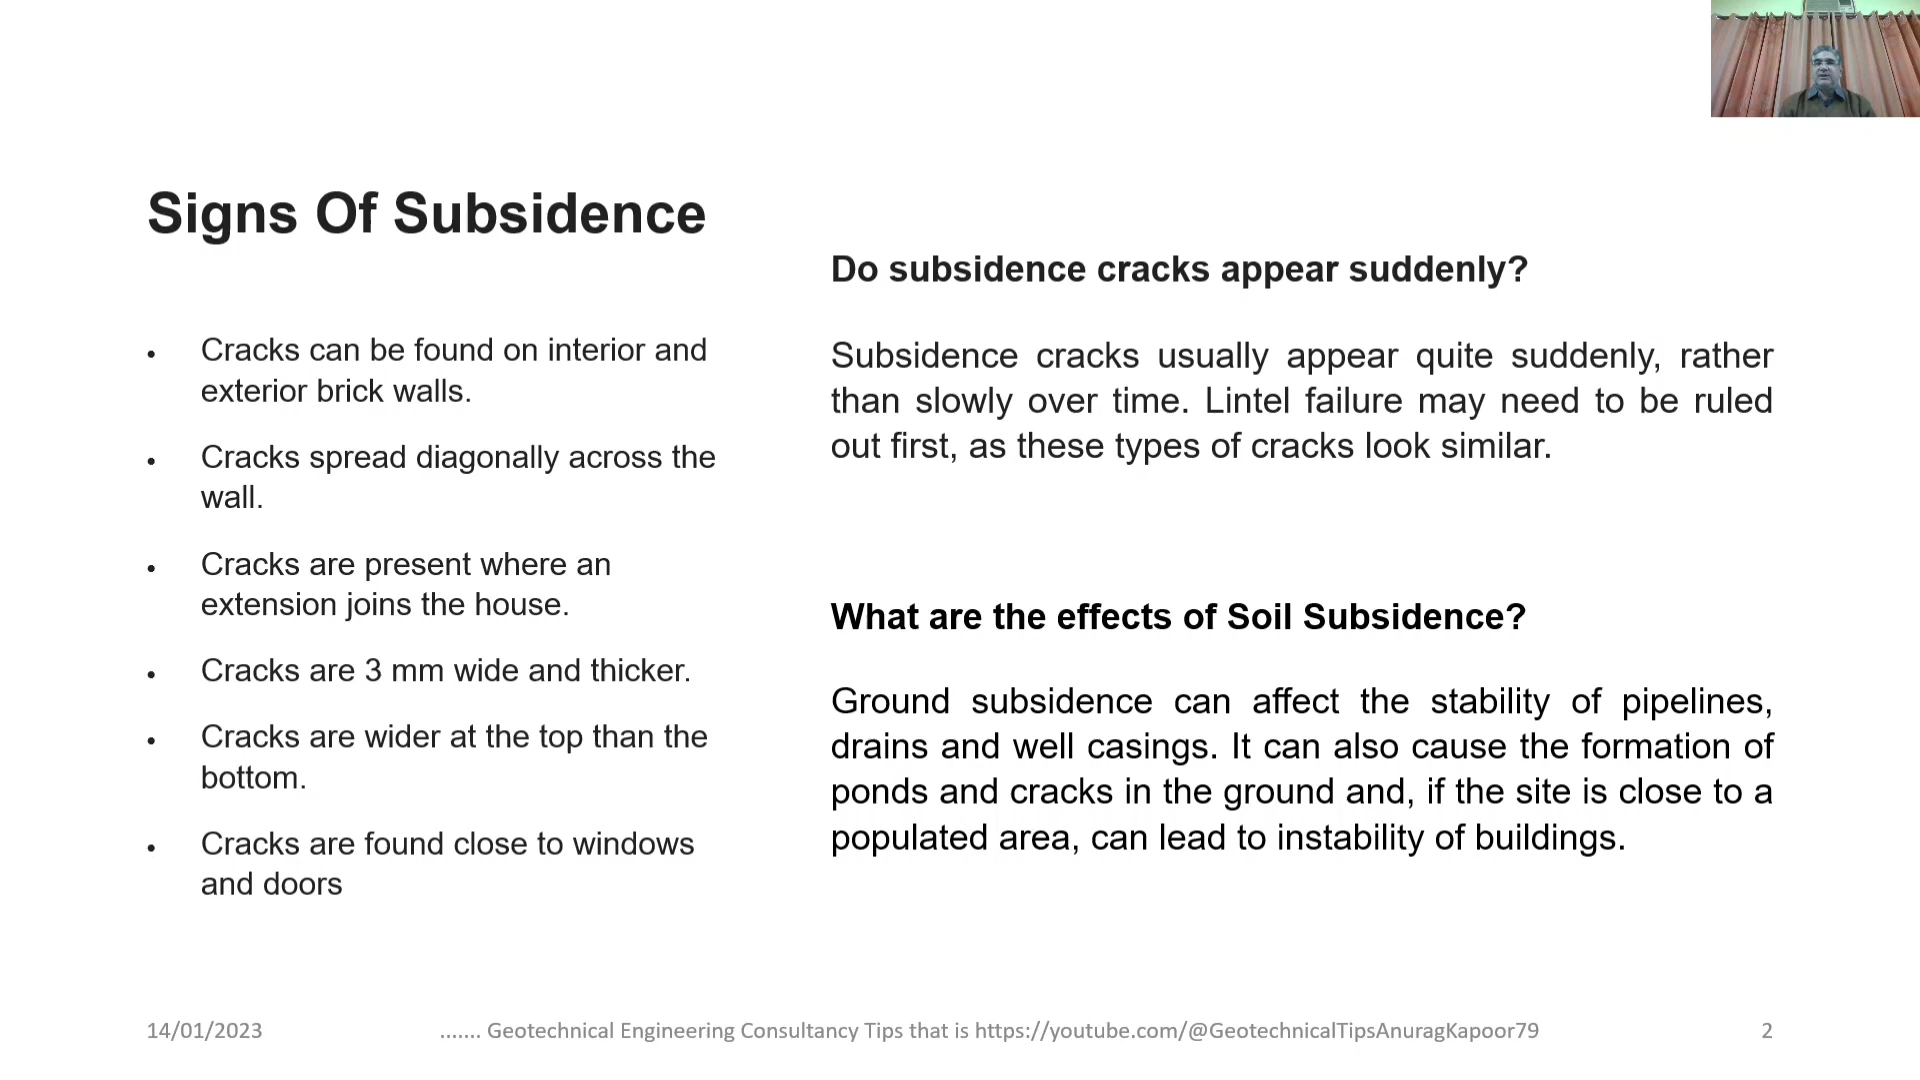 Signs Of Subsidence
• Cracks can be found on interior and
exterior brick walls.
• Cracks spread diagonally across the
wall.
• Cracks are present where an
extension joins the house.
• Cracks are 3 mm wide and thicker.
• Cracks are wider at the top than the
bottom.
• Cracks are found close to windows
and doors
Do subsidence cracks appear suddenly?
Subsidence cracks usually appear quite suddenly, rather
than slowly over time. Lintel failure may need to be ruled
out first, as these types of cracks look similar.
What are the effects of Soil Subsidence?
Ground subsidence can affect the stability of pipelines,
drains and well casings. It can also cause the formation of
ponds and cracks in the ground and, if the site is close to a
populated area, can lead to instability of buildings.
14/01/2023
....... Geotechnical Engineering Consultancy Tips that is https://youtube.com/@GeotechnicalTipsAnuragKapoor79
2